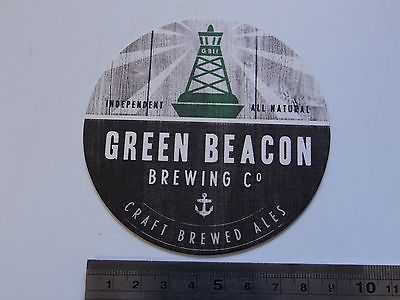 INDEPENDENT ALL NATURAL
GREEN BEACON
BREWING Co
CRAFT BREWED ALES
1 2 3 4 5 6 7 8 9 10 11